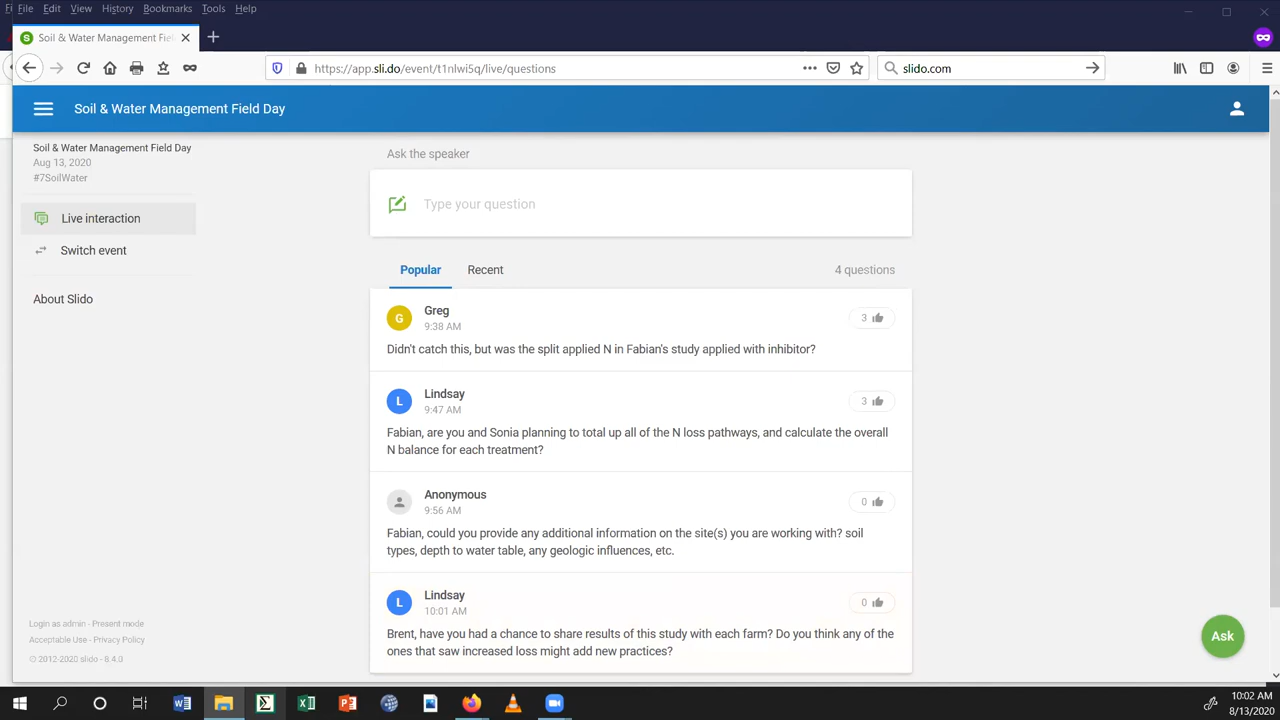 File Edit View History Bookmarks Tools Help
Soil & Water Management Fiel
https://app.sli.do/event/t1nlwi5q/live/questions
slido.com
Soil & Water Management Field Day
Soil & Water Management Field Day
Aug 13, 2020
#7SoilWater
Live interaction
Switch event
About Slido
Ask the speaker
Type your question
Popular Recent 4 questions
G Greg
9:38 AM
3
Didn't catch this, but was the split applied N in Fabian's study applied with inhibitor?
L Lindsay
9:47 AM
3
Fabian, are you and Sonia planning to total up all of the N loss pathways, and calculate the overall
N balance for each treatment?
Anonymous
9:56 AM
0
Fabian, could you provide any additional information on the site(s) you are working with? soil
types, depth to water table, any geologic influences, etc.
L Lindsay
10:01 AM
0
Brent, have you had a chance to share results of this study with each farm? Do you think any of the
ones that saw increased loss might add new practices?
Login as admin - Present mode
Acceptable Use - Privacy Policy
© 2012-2020 slido - 8.4.0
Ask
10:02 AM
8/13/2020